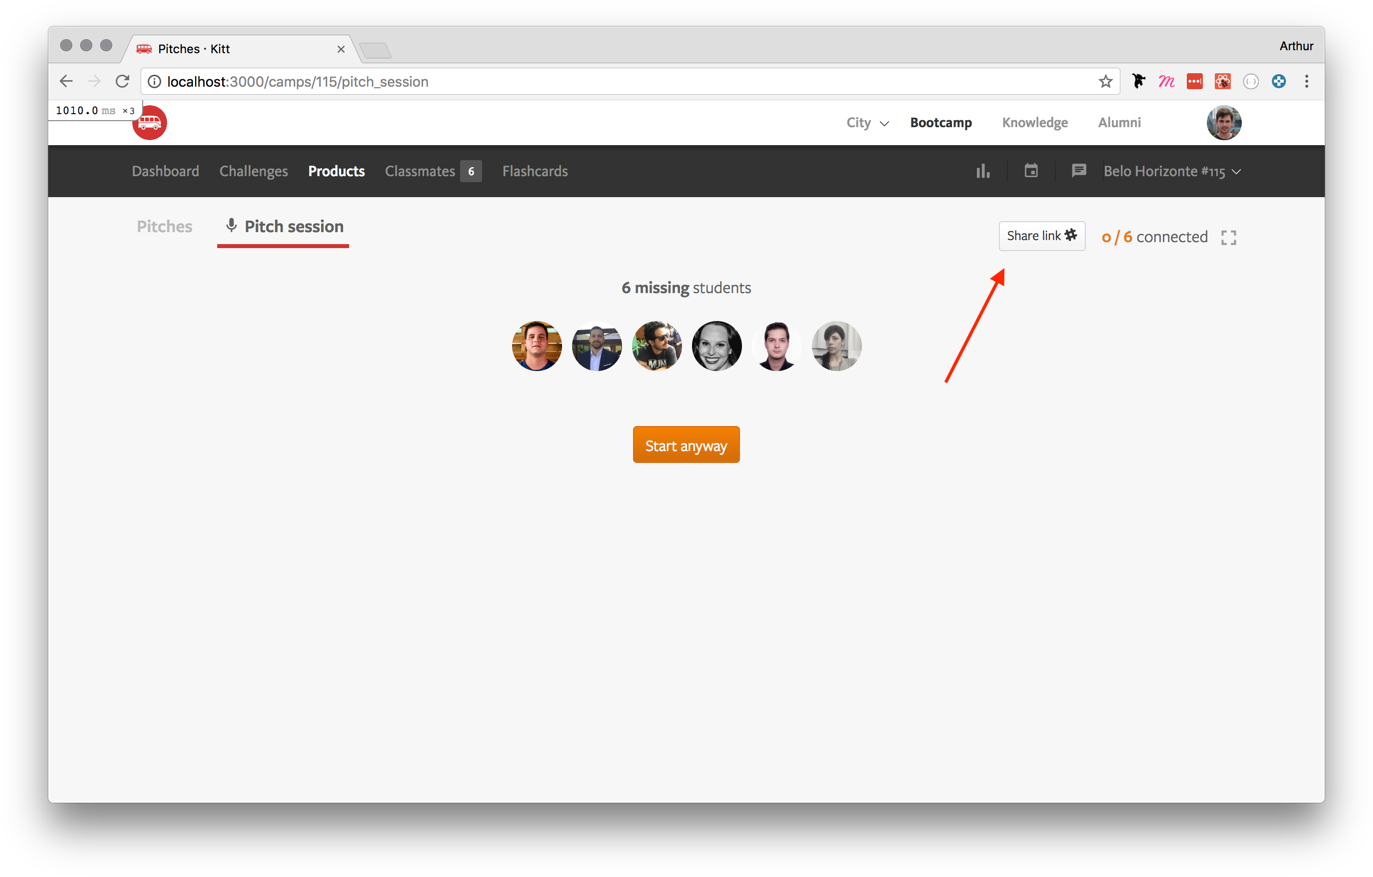 Pitches · Kitt
Arthur
localhost:3000/camps/115/pitch_session
1010.0 ms ×3
City Bootcamp Knowledge Alumni
Dashboard Challenges Products Classmates 6 Flashcards Belo Horizonte #115
Pitches Pitch session Share link 0 / 6 connected
6 missing students
Start anyway